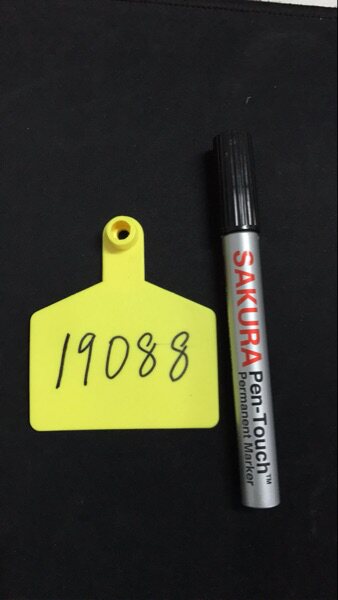 19088
SAKURA
Pen-Touch™
Permanent Marker